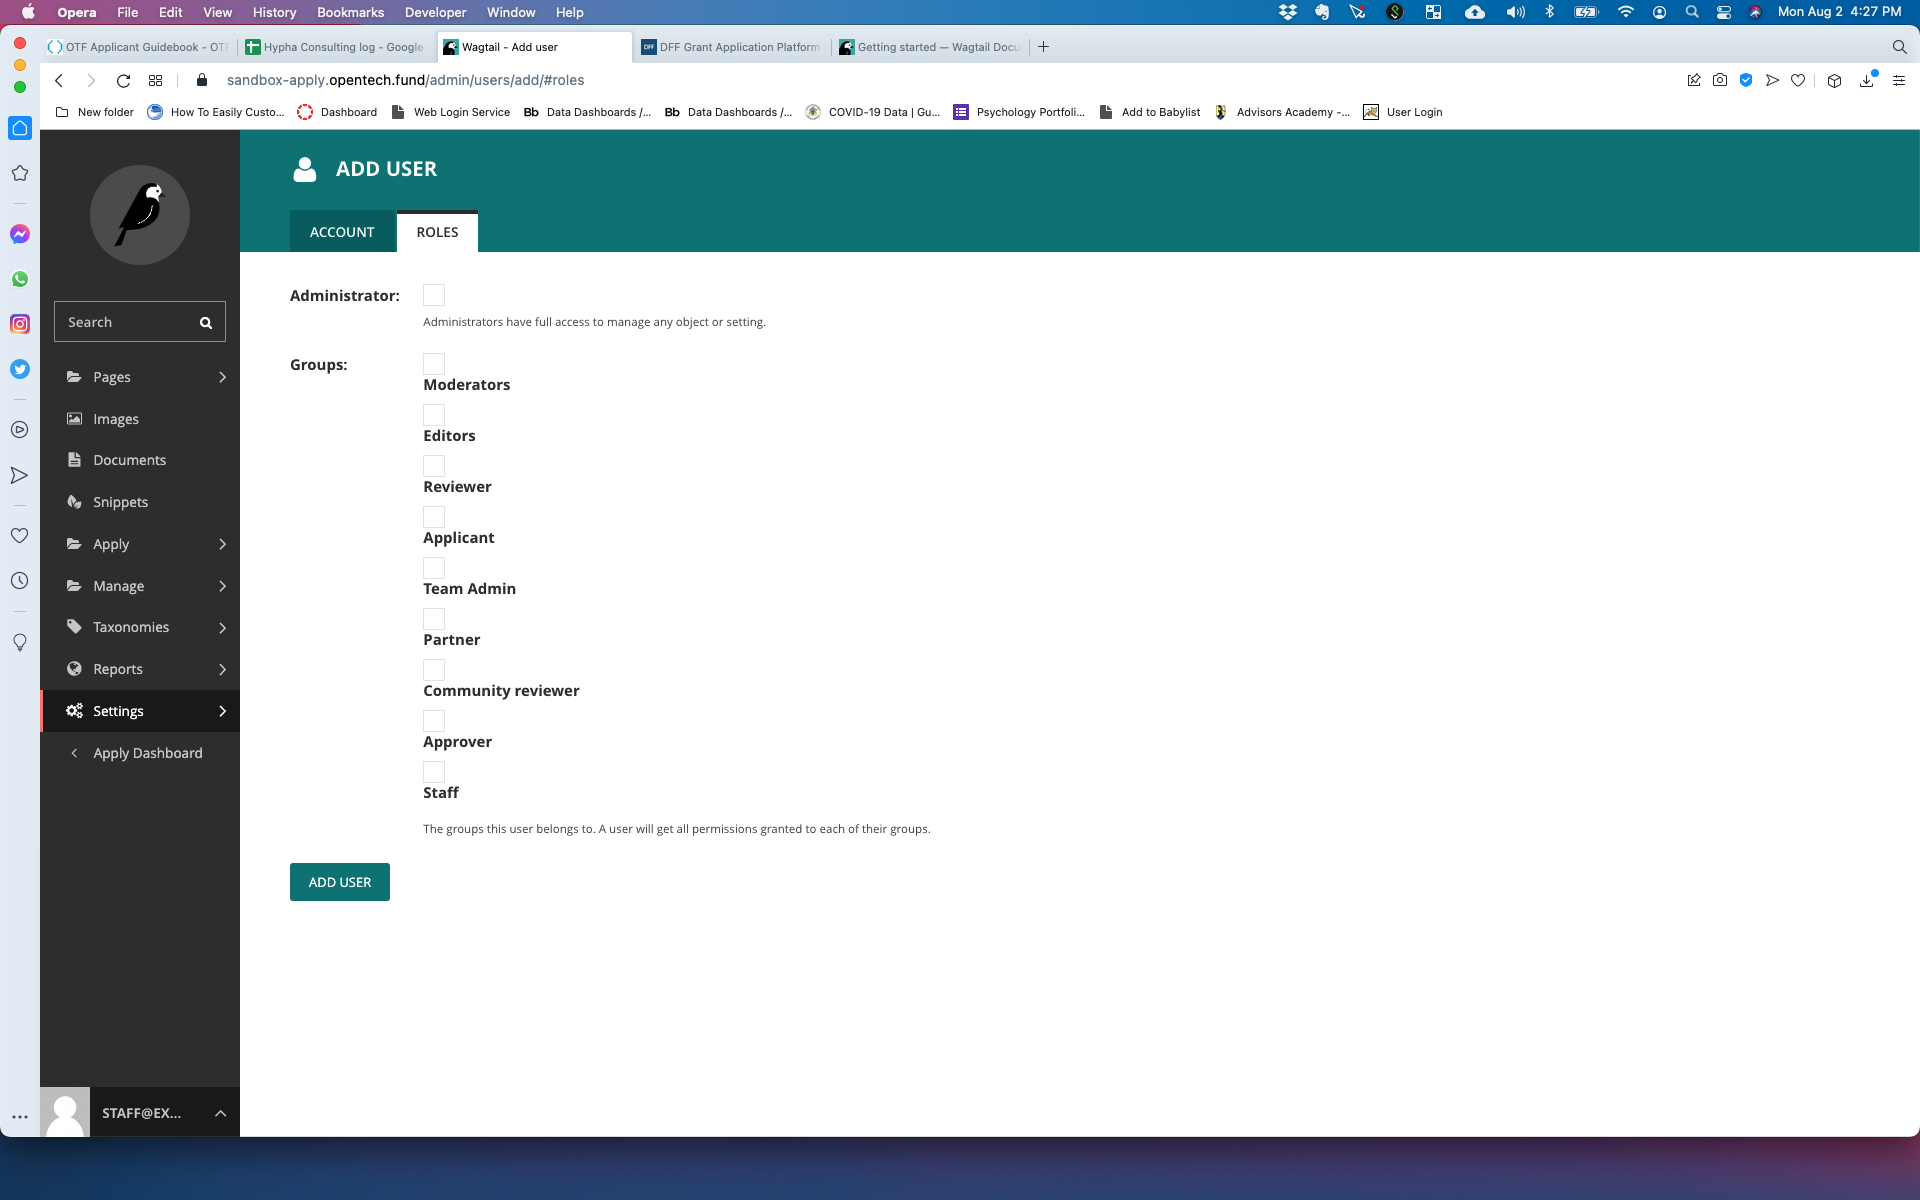 Opera File Edit View History Bookmarks Developer Window Help
Mon Aug 2 4:27 PM
OTF Applicant Guidebook - OTF
Hypha Consulting log - Google
Wagtail - Add user
DFF Grant Application Platform
Getting started — Wagtail Docu
sandbox-apply.opentech.fund/admin/users/add/#roles
New folder
How To Easily Custo...
Dashboard
Web Login Service
Bb Data Dashboards /...
Bb Data Dashboards /...
COVID-19 Data | Gu...
Psychology Portfoli...
Add to Babylist
Advisors Academy -...
User Login
ADD USER
ACCOUNT
ROLES
Search
Pages
Images
Documents
Snippets
Apply
Manage
Taxonomies
Reports
Settings
Apply Dashboard
STAFF@EX...
Administrator:
Administrators have full access to manage any object or setting.
Groups:
Moderators
Editors
Reviewer
Applicant
Team Admin
Partner
Community reviewer
Approver
Staff
The groups this user belongs to. A user will get all permissions granted to each of their groups.
ADD USER